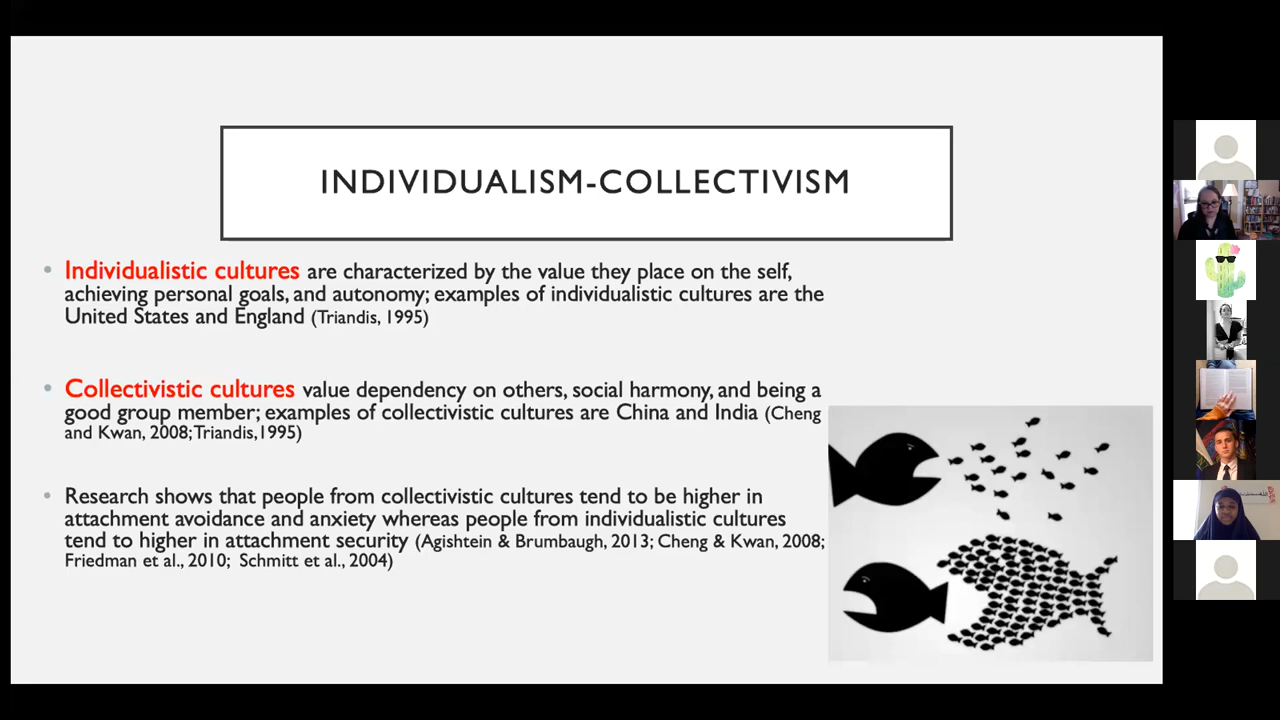 INDIVIDUALISM-COLLECTIVISM
• Individualistic cultures are characterized by the value they place on the self,
achieving personal goals, and autonomy; examples of individualistic cultures are the
United States and England (Triandis, 1995)
• Collectivistic cultures value dependency on others, social harmony, and being a
good group member; examples of collectivistic cultures are China and India (Cheng
and Kwan, 2008; Triandis,1995)
• Research shows that people from collectivistic cultures tend to be higher in
attachment avoidance and anxiety whereas people from individualistic cultures
tend to higher in attachment security (Agishtein & Brumbaugh, 2013; Cheng & Kwan, 2008;
Friedman et al., 2010; Schmitt et al., 2004)